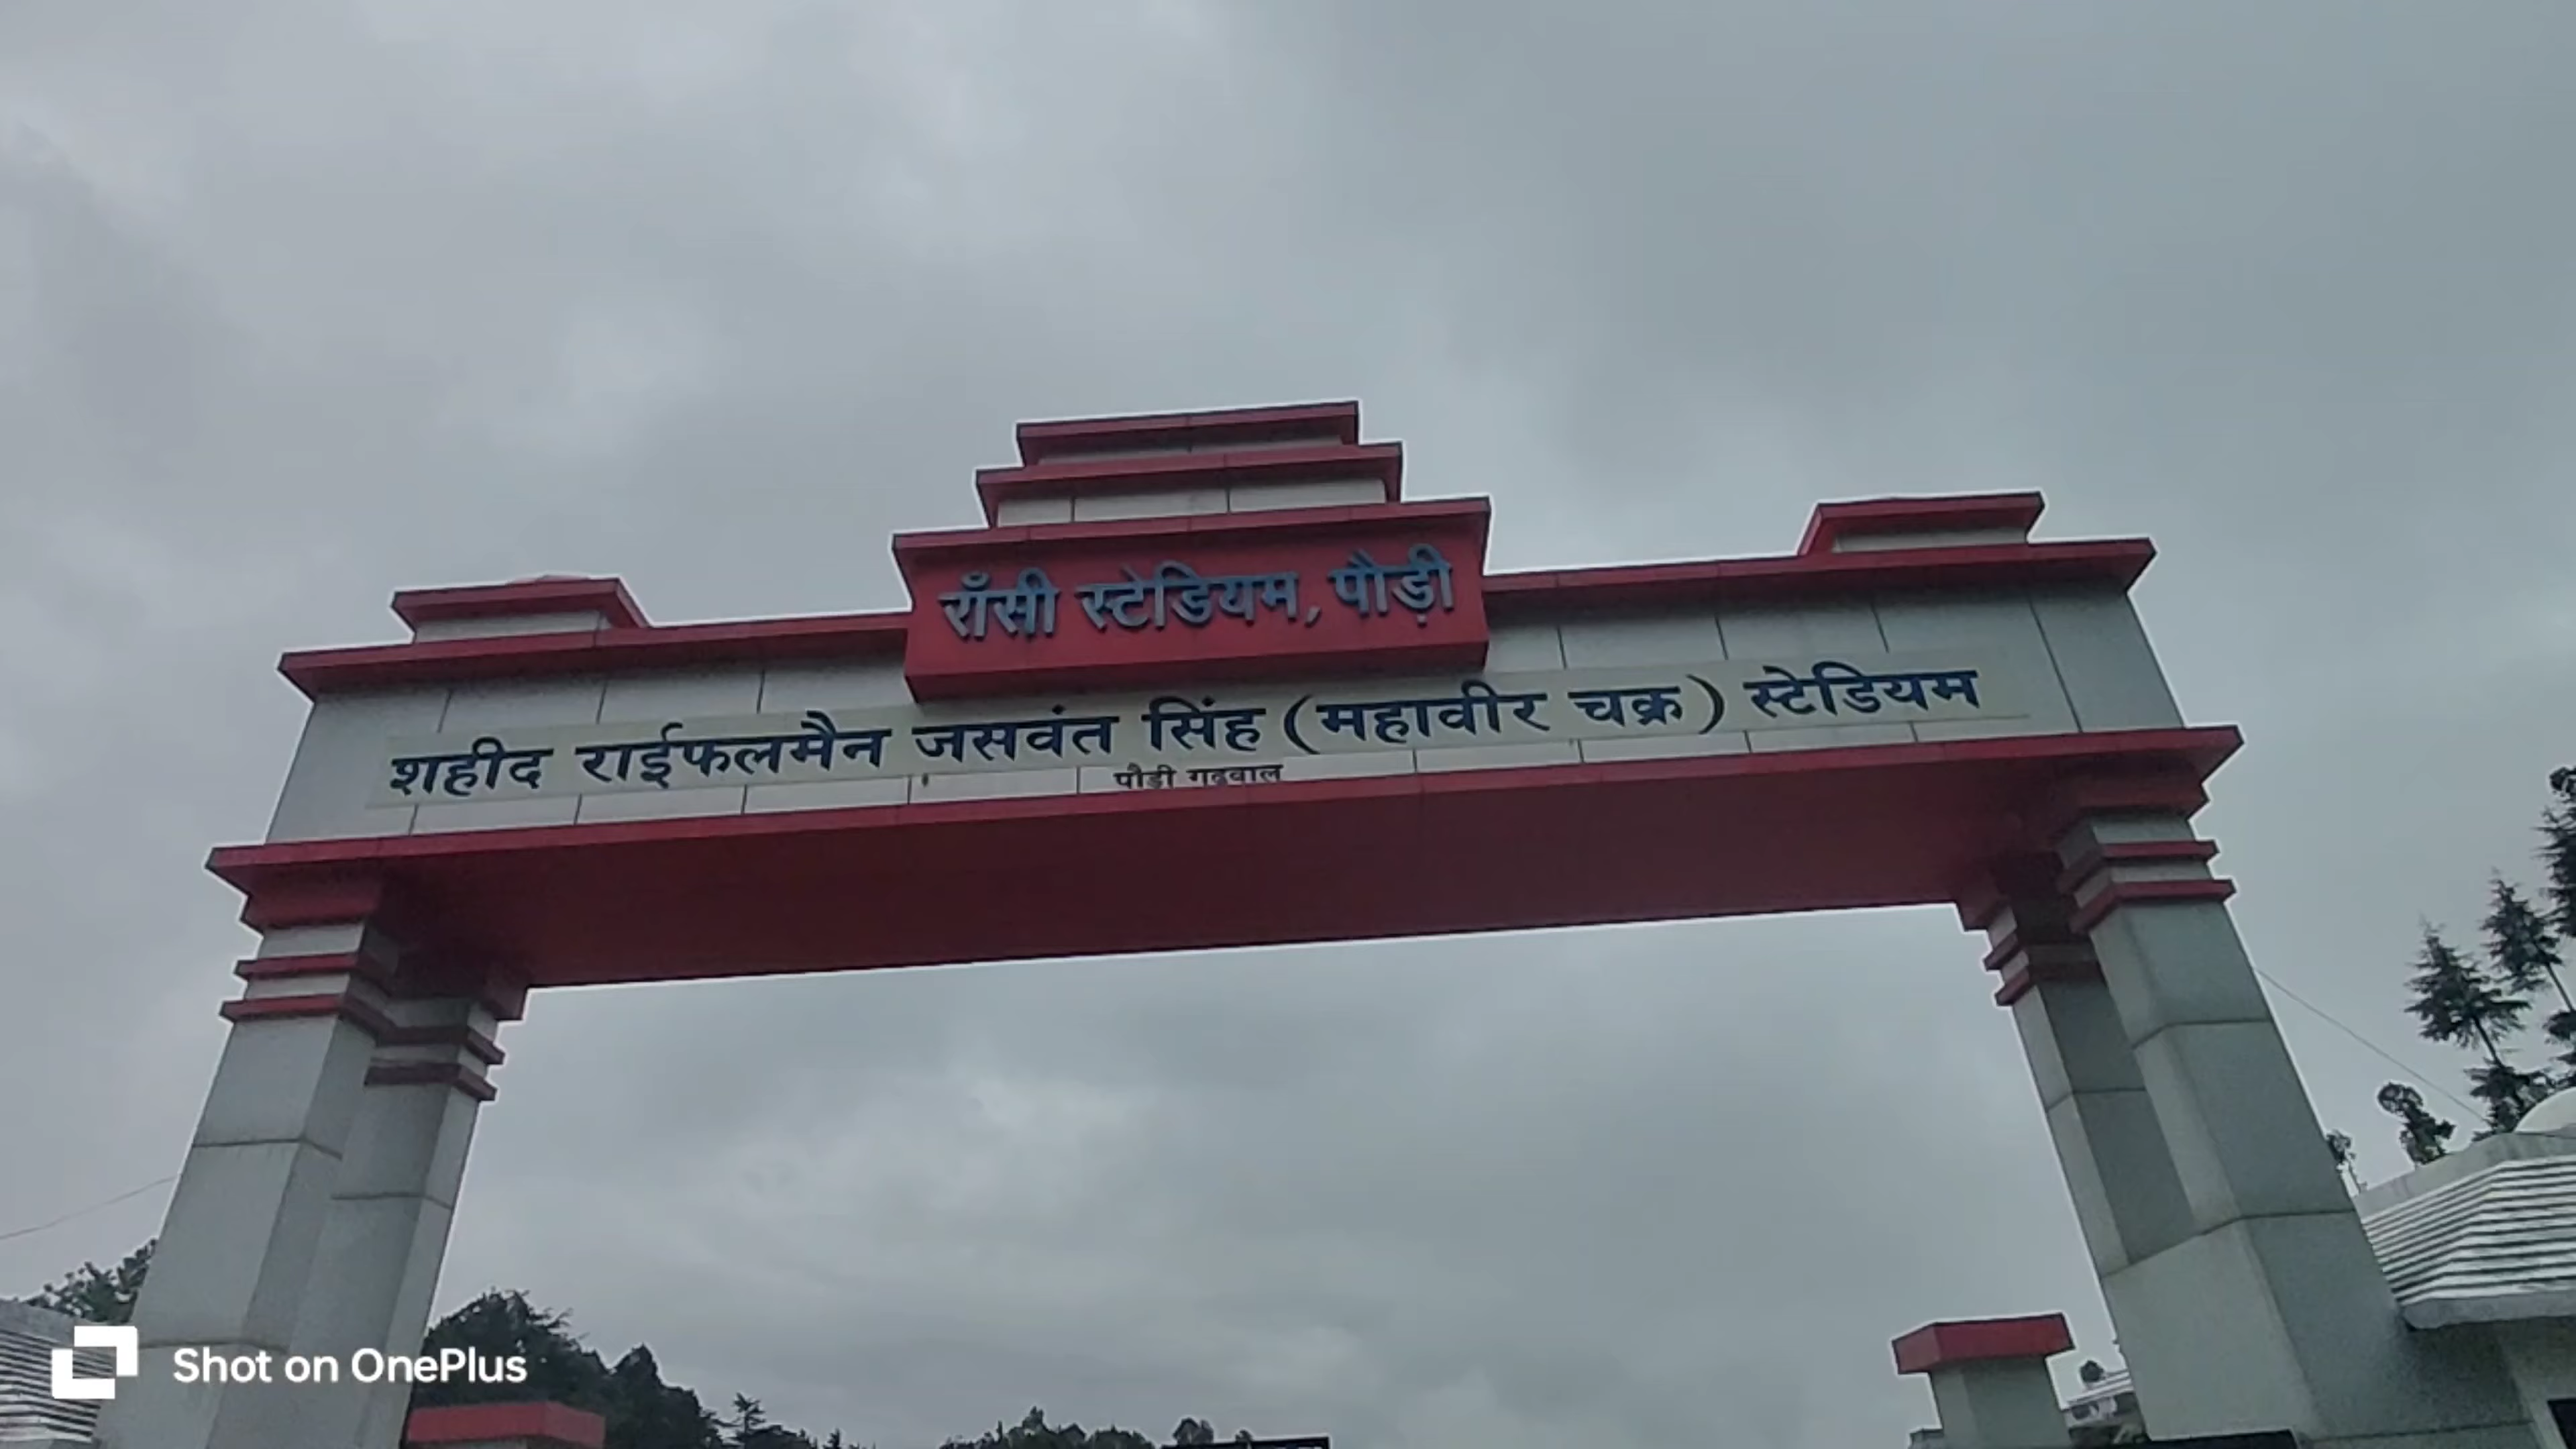 राँसी स्टेडियम, पौड़ी
शहीद राईफलमैन जसवंत सिंह (महावीर चक्र) स्टेडियम
पौड़ी गढ़वाल
Shot on OnePlus